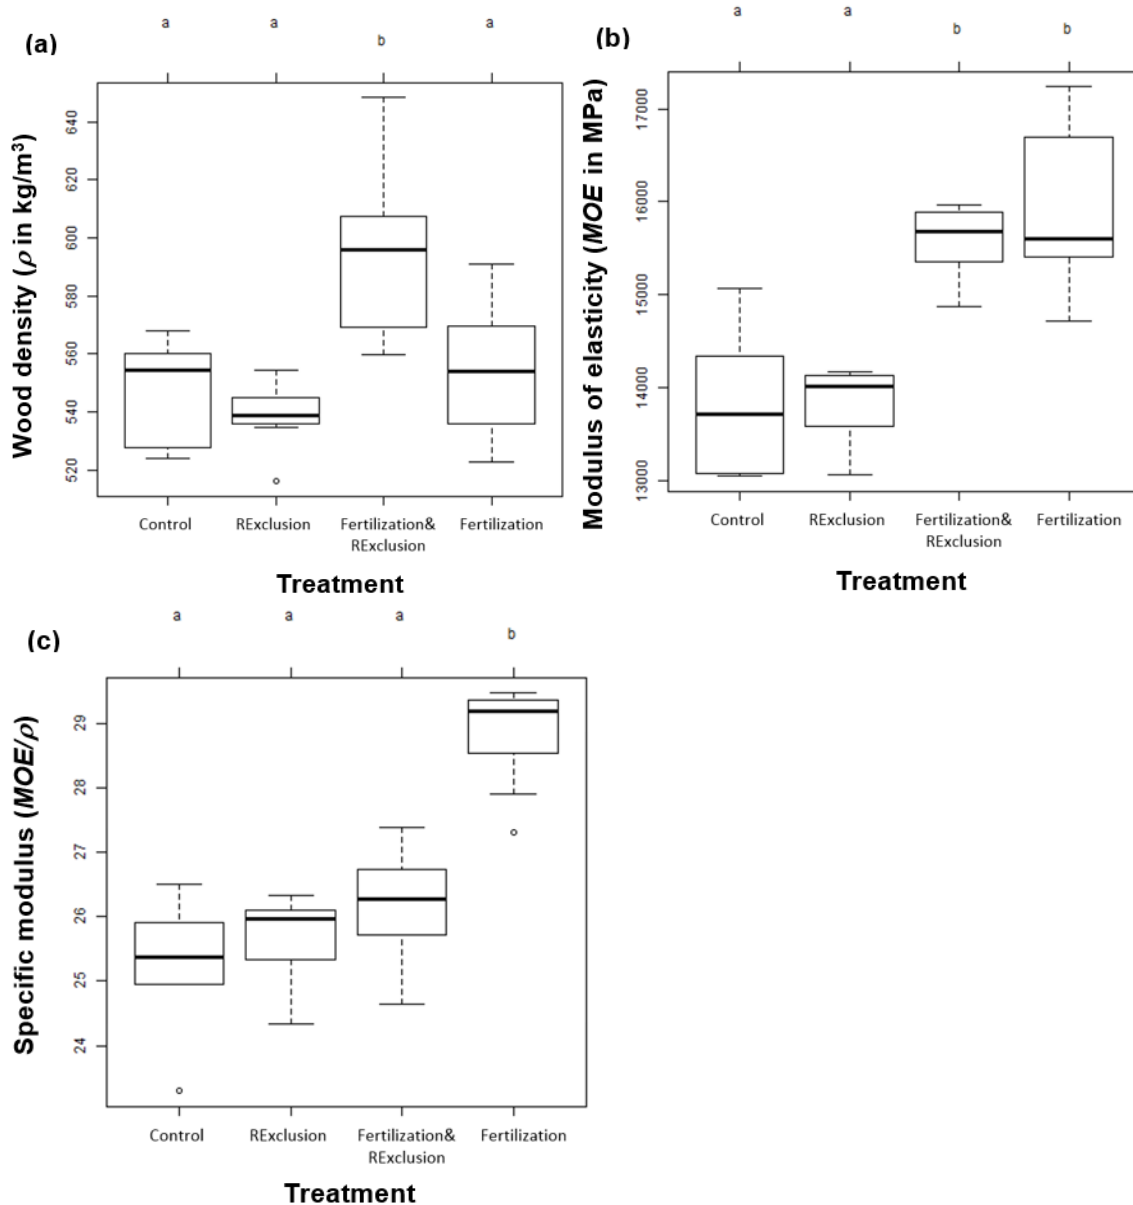 a a a
(a)
b
Wood density (ρ in kg/m³)
640
620
600
580
560
540
520
Control RExclusion Fertilization& Fertilization
RExclusion
Treatment
a a
(b)
b b
Modulus of elasticity (MOE in MPa)
17000
16000
15000
14000
13000
Control RExclusion Fertilization& Fertilization
RExclusion
Treatment
a a a
(c)
b
Specific modulus (MOE/ρ)
29
28
27
26
25
24
Control RExclusion Fertilization& Fertilization
RExclusion
Treatment